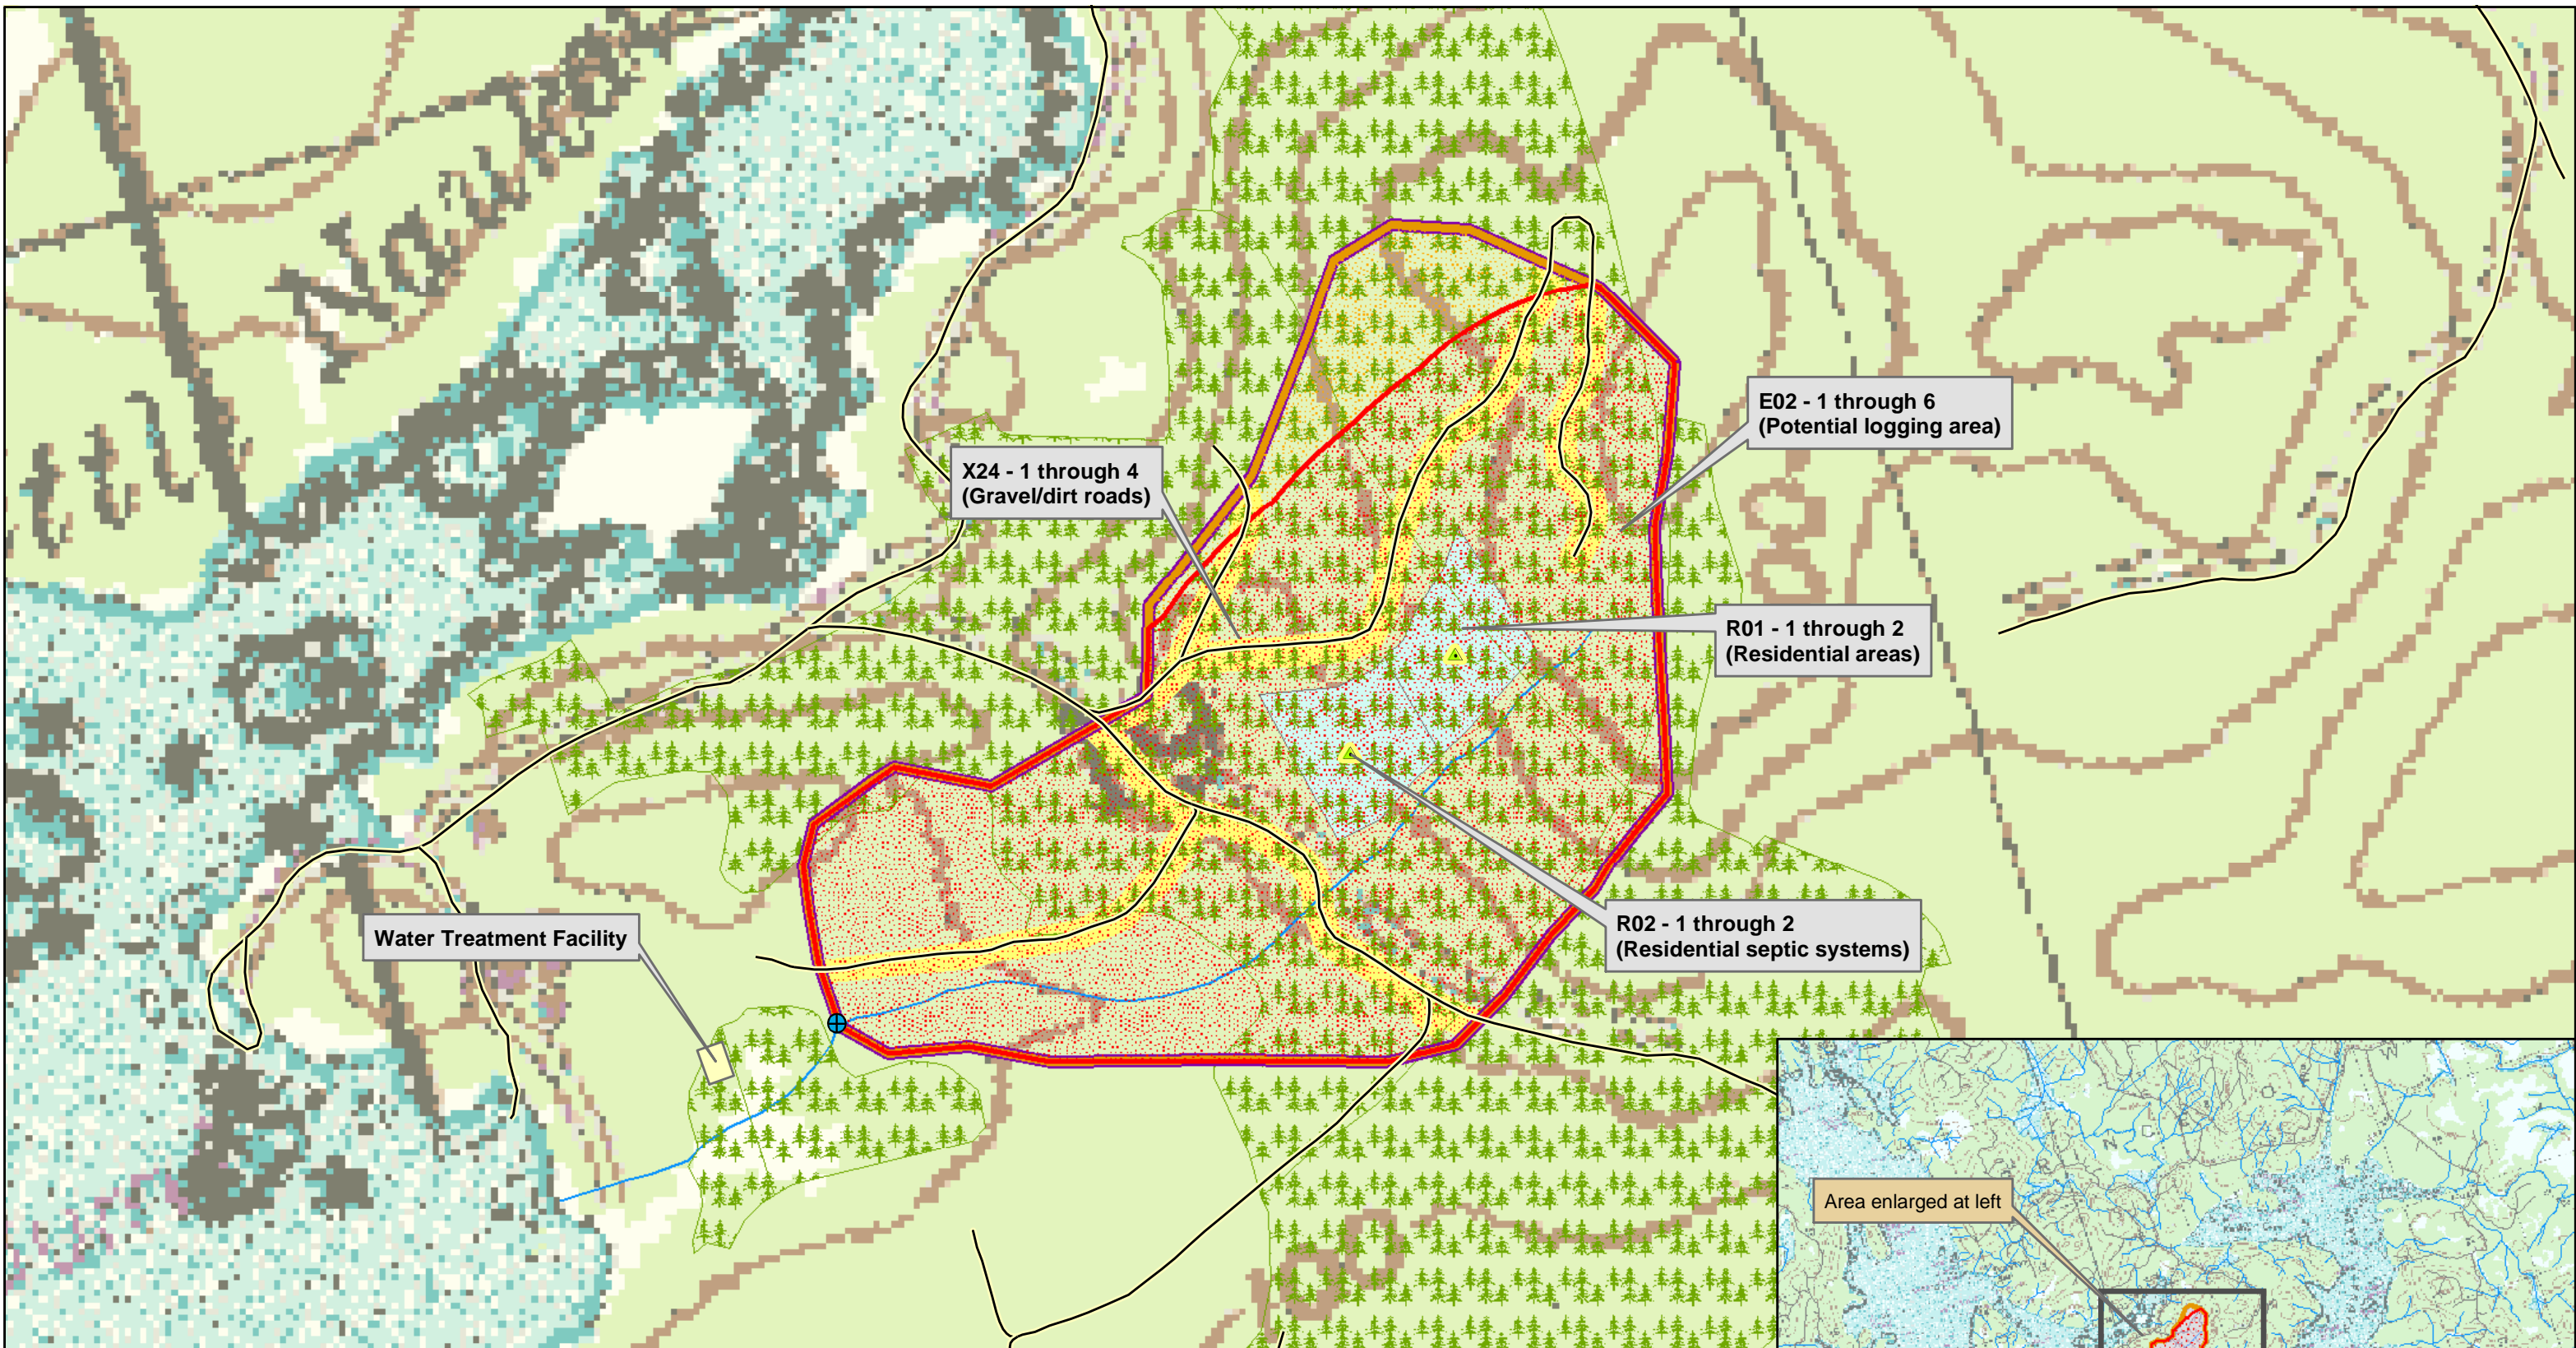 E02 - 1 through 6
(Potential logging area)
X24 - 1 through 4
(Gravel/dirt roads)
R01 - 1 through 2
(Residential areas)
R02 - 1 through 2
(Residential septic systems)
Water Treatment Facility
Area enlarged at left